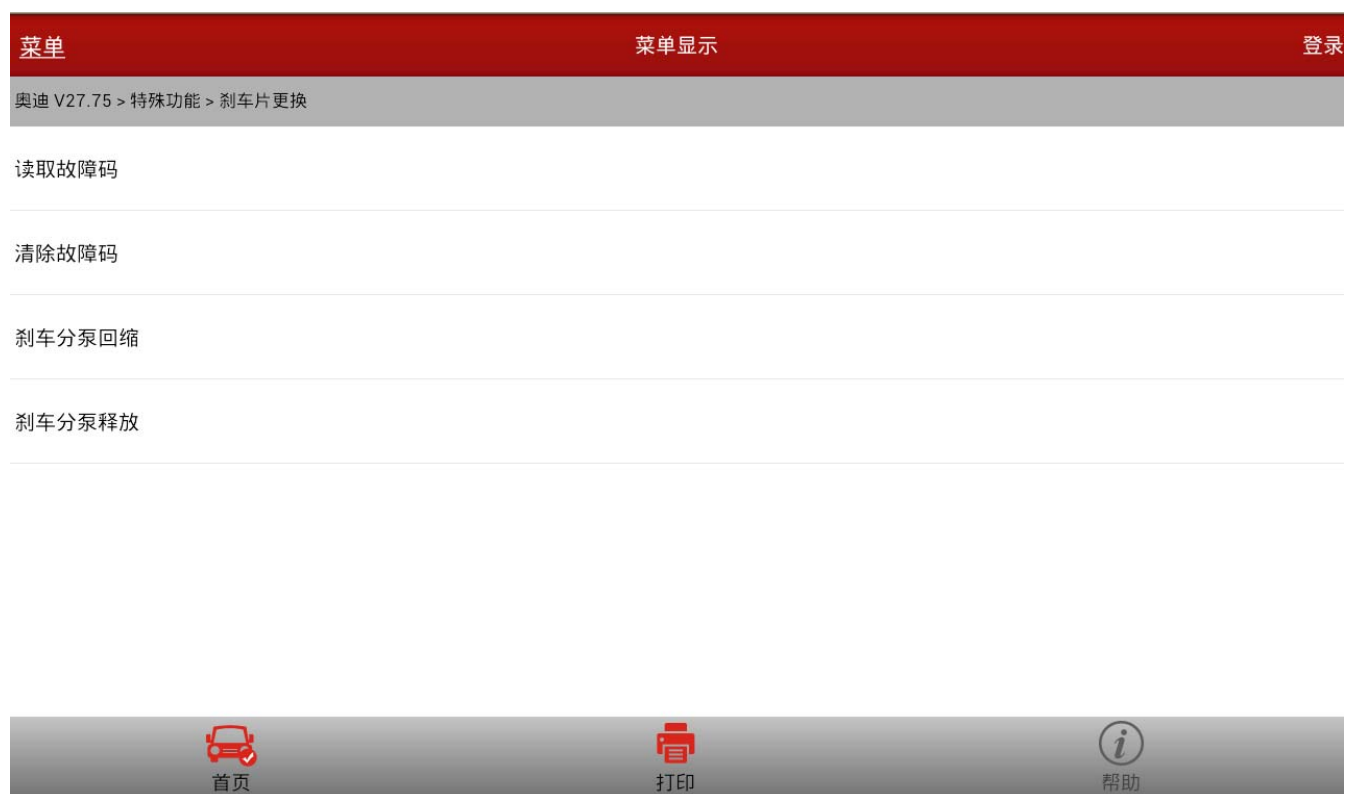 菜单 菜单显示 登录
奥迪 V27.75 > 特殊功能 > 刹车片更换
读取故障码
清除故障码
刹车分泵回缩
刹车分泵释放
首页 打印 帮助